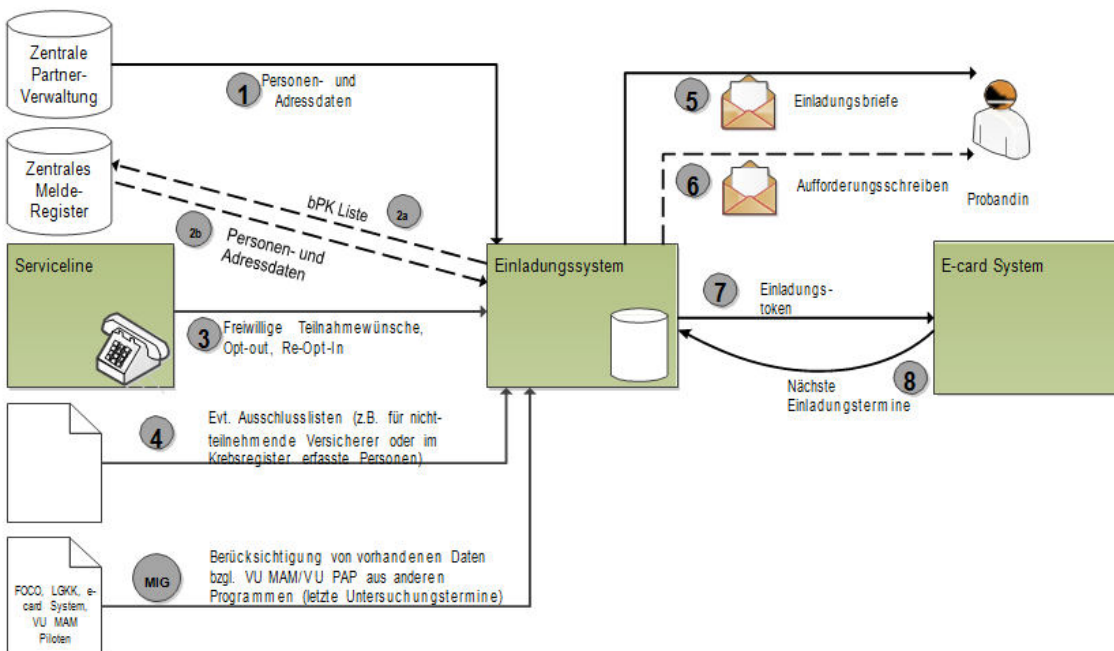 Zentrale
Partner-
Verwaltung
1
Personen- und
Adressdaten
5
Einladungsbriefe
6
Aufforderungsschreiben
Probandin
Zentrales
Melde-
Register
bPK Liste
2a
2b
Personen- und
Adressdaten
Serviceline
Einladungssystem
E-card System
3
Freiwillige Teilnahmewünsche,
Opt-out, Re-Opt-In
7
Einladungs-
token
8
Nächste
Einladungstermine
4
Evt. Ausschlusslisten (z.B. für nicht-
teilnehmende Versicherer oder im
Krebsregister erfasste Personen)
MIG
Berücksichtigung von vorhandenen Daten
bzgl. VU MAM/VU PAP aus anderen
Programmen (letzte Untersuchungstermine)
FOCO, LGKK, e-
card System,
VU MAM
Piloten